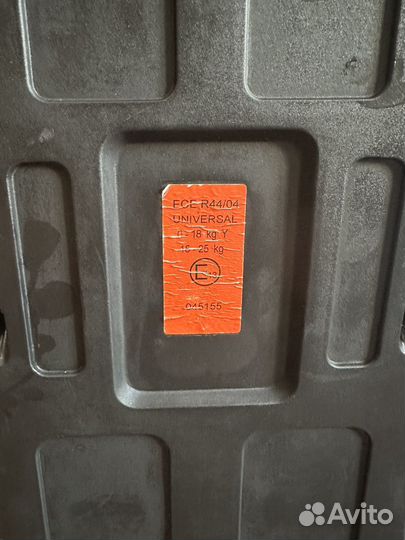 ECE R44/04
UNIVERSAL
0 - 18 kg Y
15 - 25 kg
E
045155
Avito